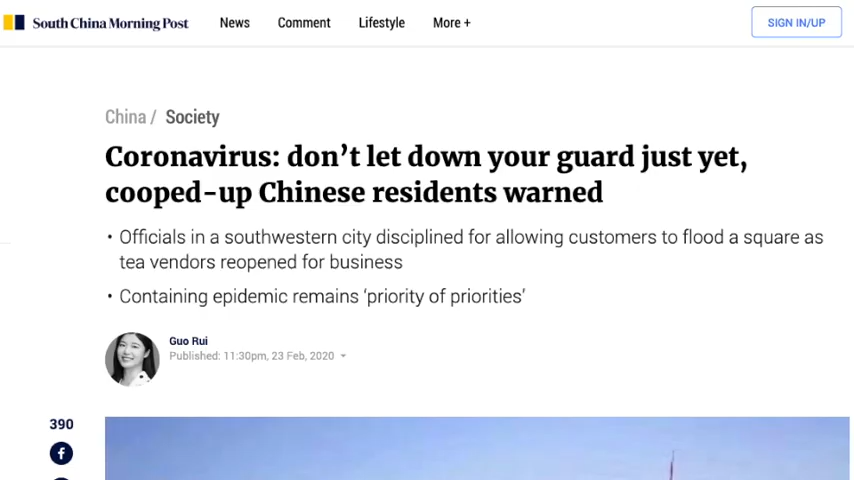 South China Morning Post
News
Comment
Lifestyle
More +
SIGN IN/UP
China / Society
Coronavirus: don’t let down your guard just yet,
cooped-up Chinese residents warned
• Officials in a southwestern city disciplined for allowing customers to flood a square as
tea vendors reopened for business
• Containing epidemic remains ‘priority of priorities’
Guo Rui
Published: 11:30pm, 23 Feb, 2020
390